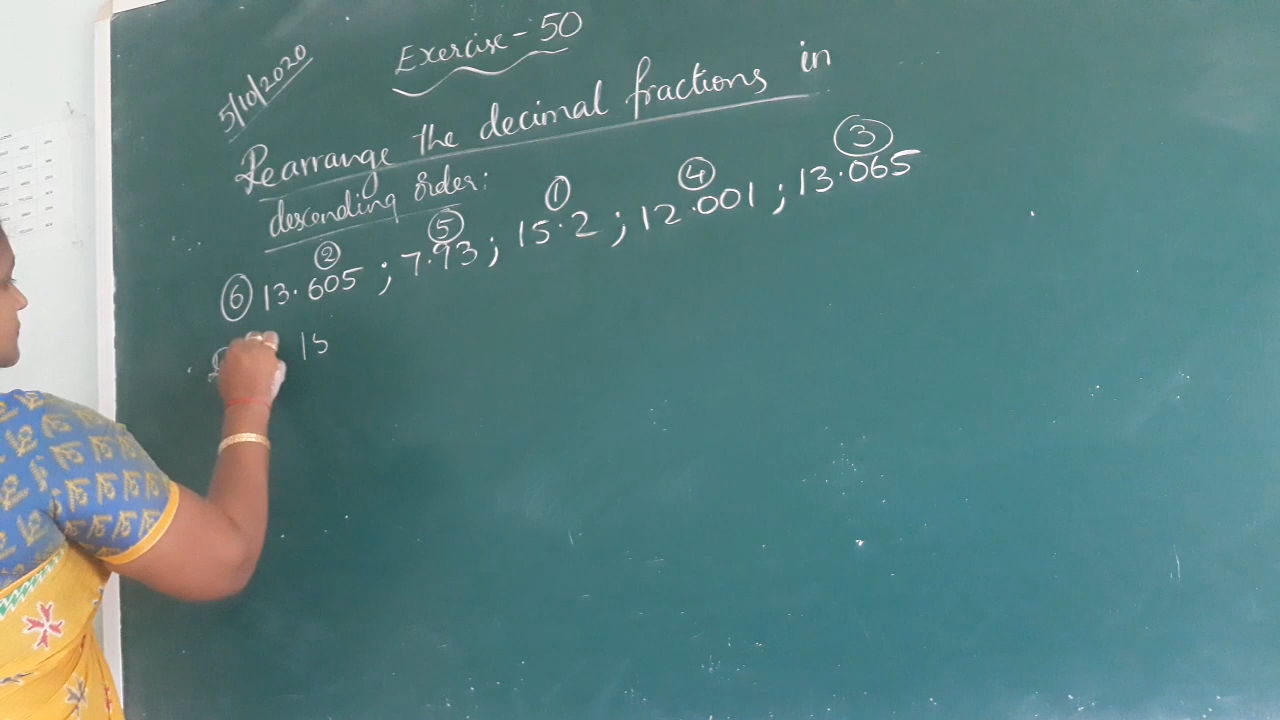 5/10/2020
Exercise - 50
Rearrange the decimal fractions in
descending order:
② ⑤ ① ④ ③
⑥ 13.605 ; 7.93 ; 15.2 ; 12.001 ; 13.065
15